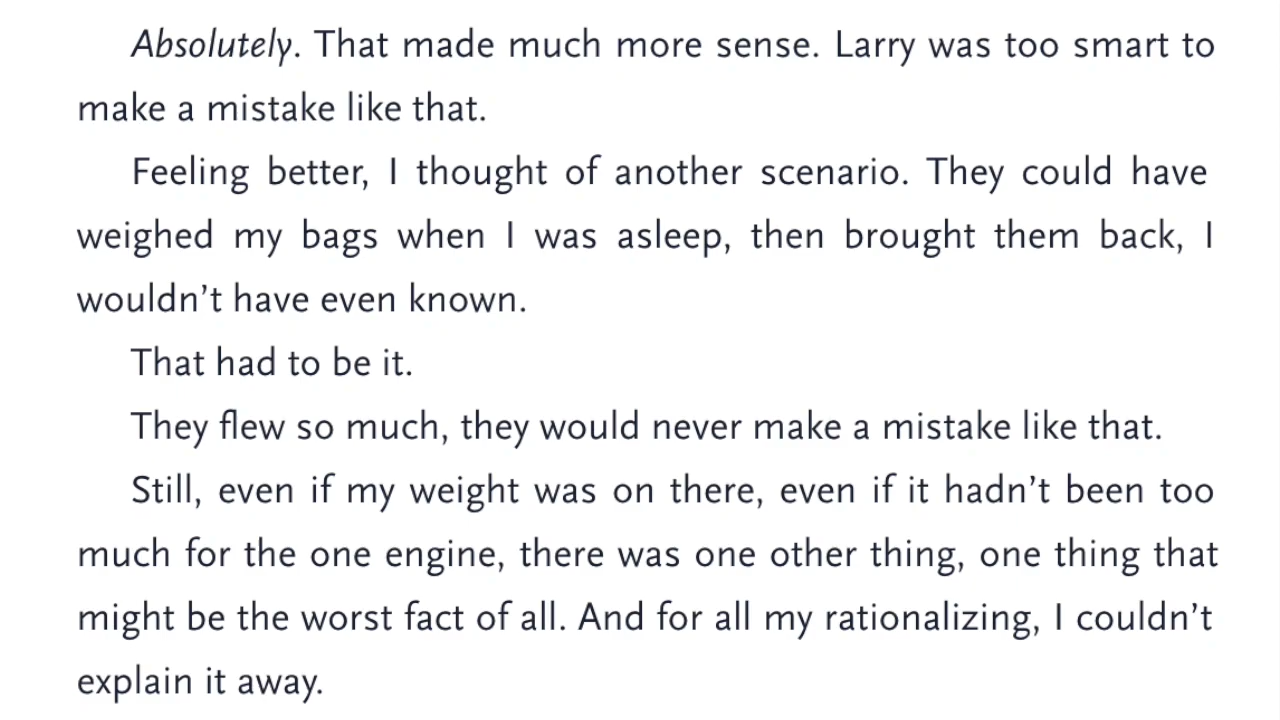 Absolutely. That made much more sense. Larry was too smart to
make a mistake like that.
Feeling better, I thought of another scenario. They could have
weighed my bags when I was asleep, then brought them back, I
wouldn’t have even known.
That had to be it.
They flew so much, they would never make a mistake like that.
Still, even if my weight was on there, even if it hadn’t been too
much for the one engine, there was one other thing, one thing that
might be the worst fact of all. And for all my rationalizing, I couldn’t
explain it away.